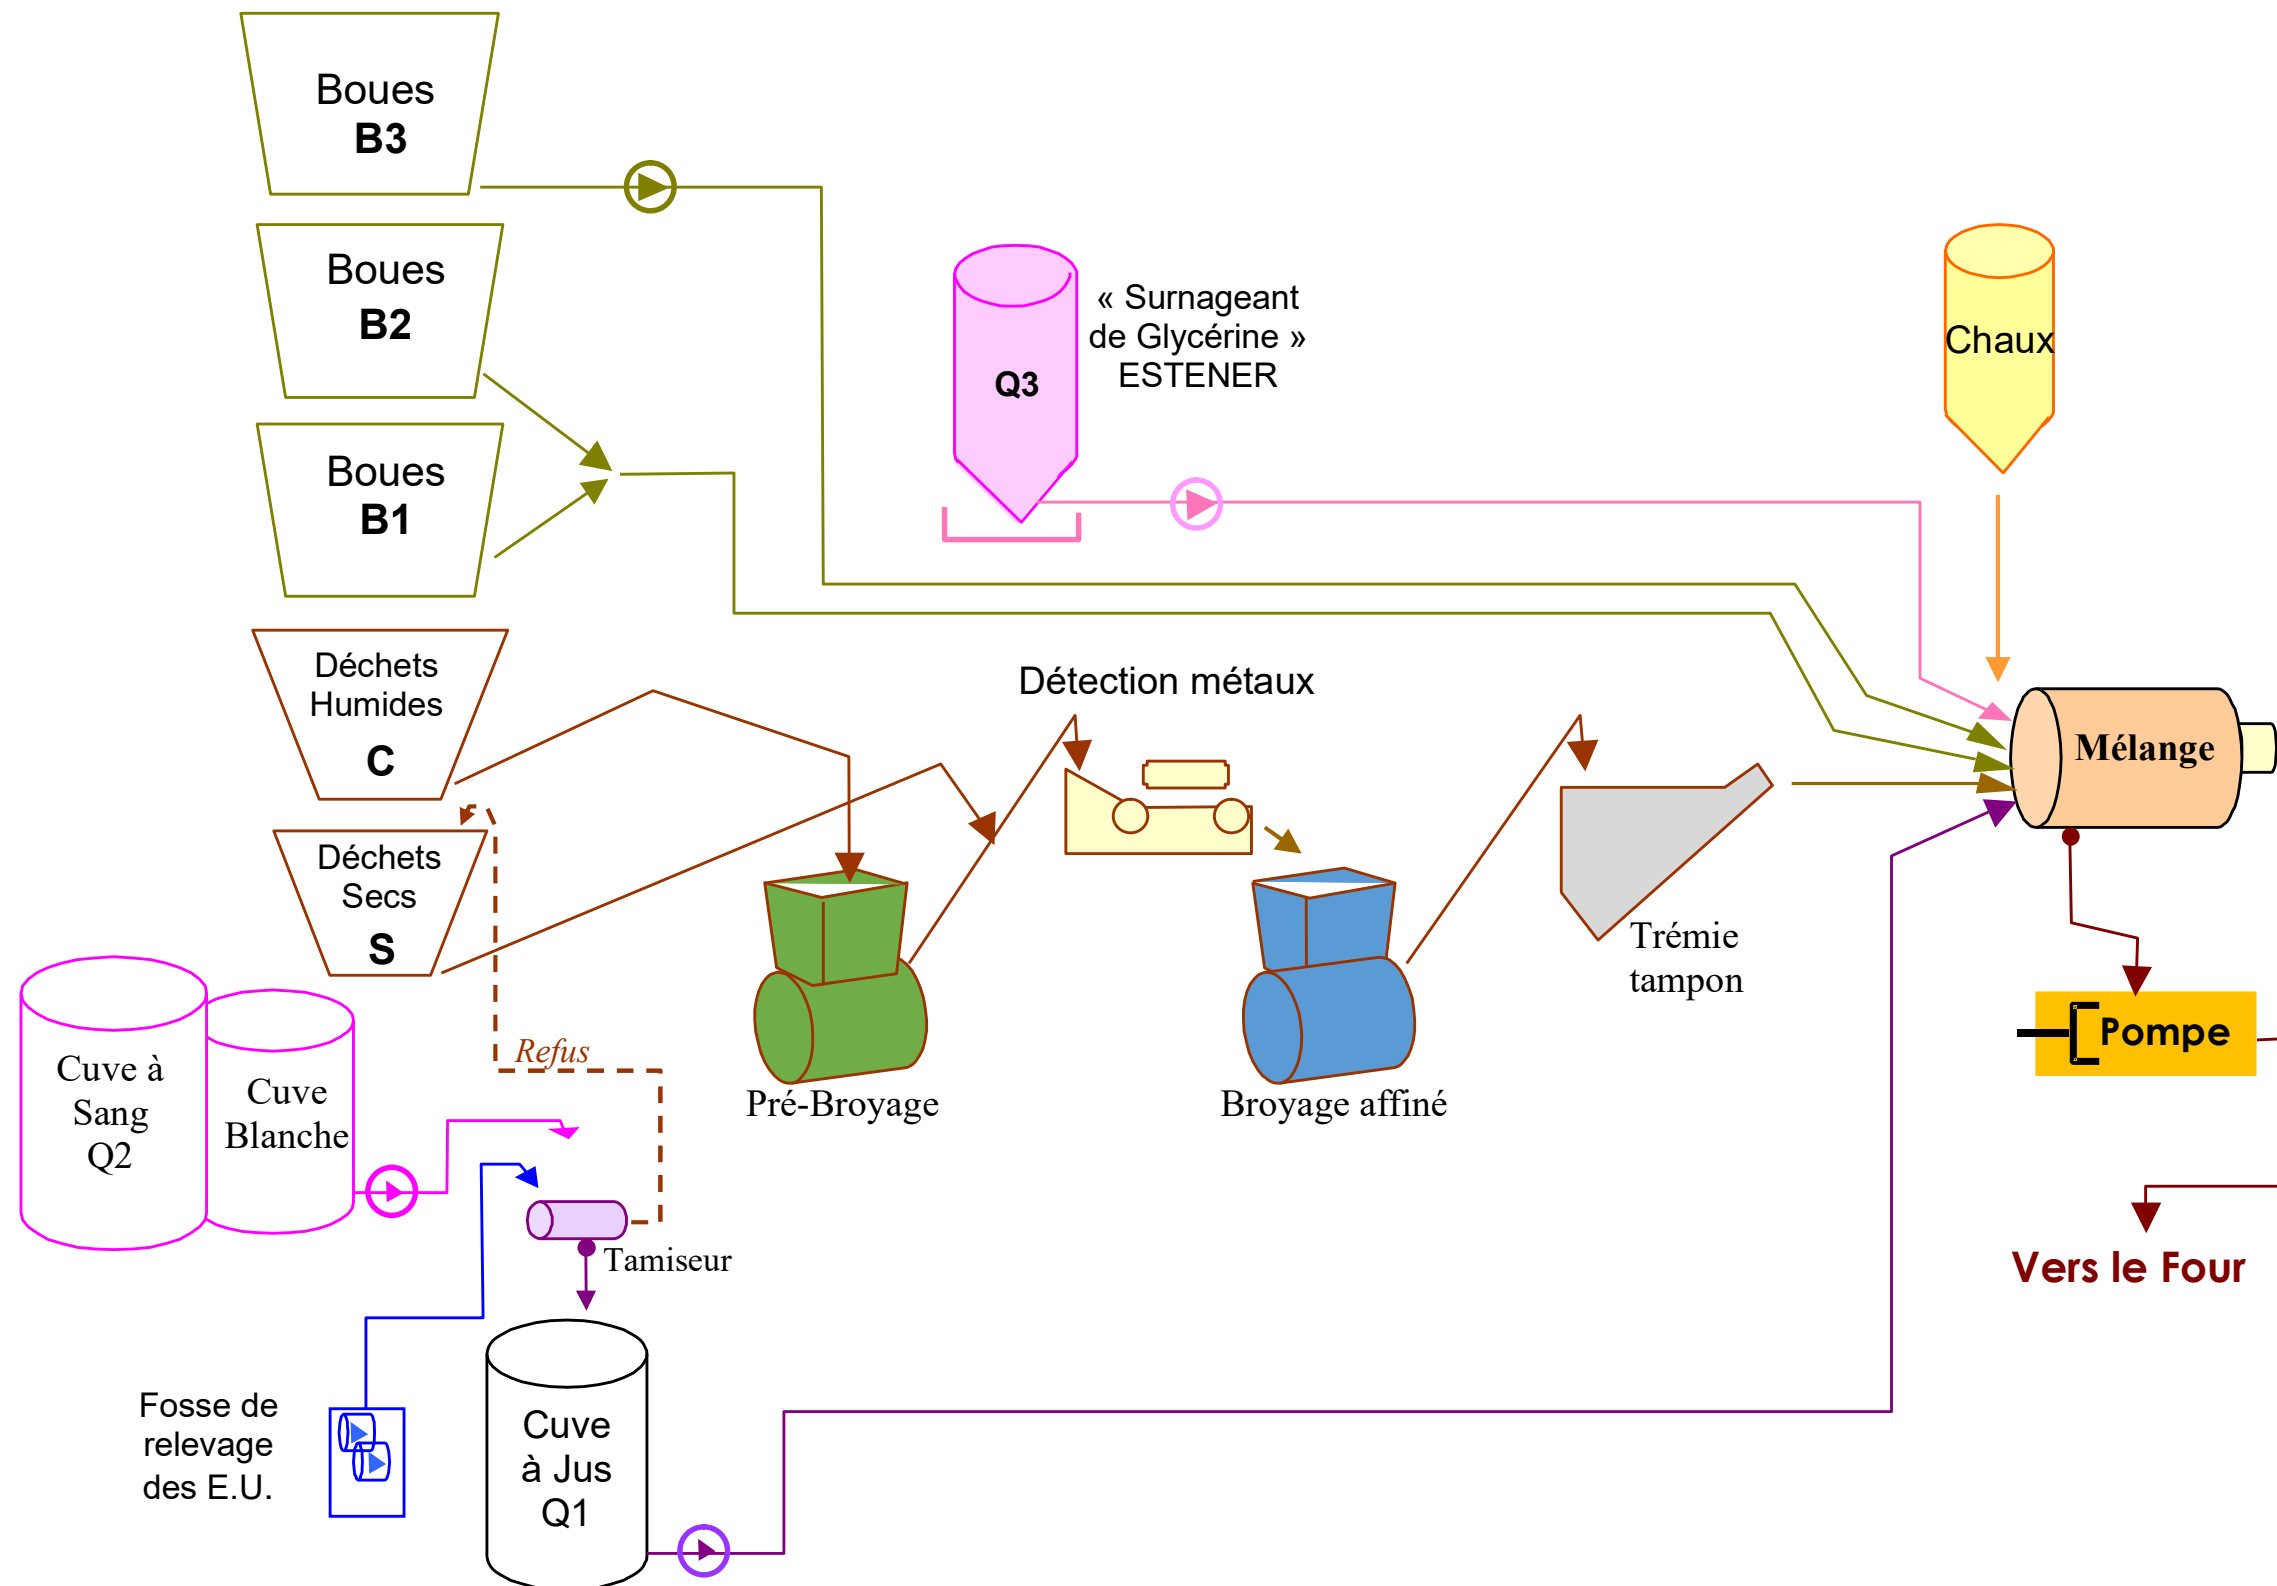 Boues
B3
Boues
B2
« Surnageant
de Glycérine »
ESTENER
Q3
Chaux
Boues
B1
Déchets
Humides
C
Détection métaux
Mélange
Déchets
Secs
S
Trémie
tampon
Cuve à
Sang
Q2
Cuve
Blanche
Refus
Pré-Broyage
Broyage affiné
Pompe
Tamiseur
Vers le Four
Fosse de
relevage
des E.U.
Cuve
à Jus
Q1